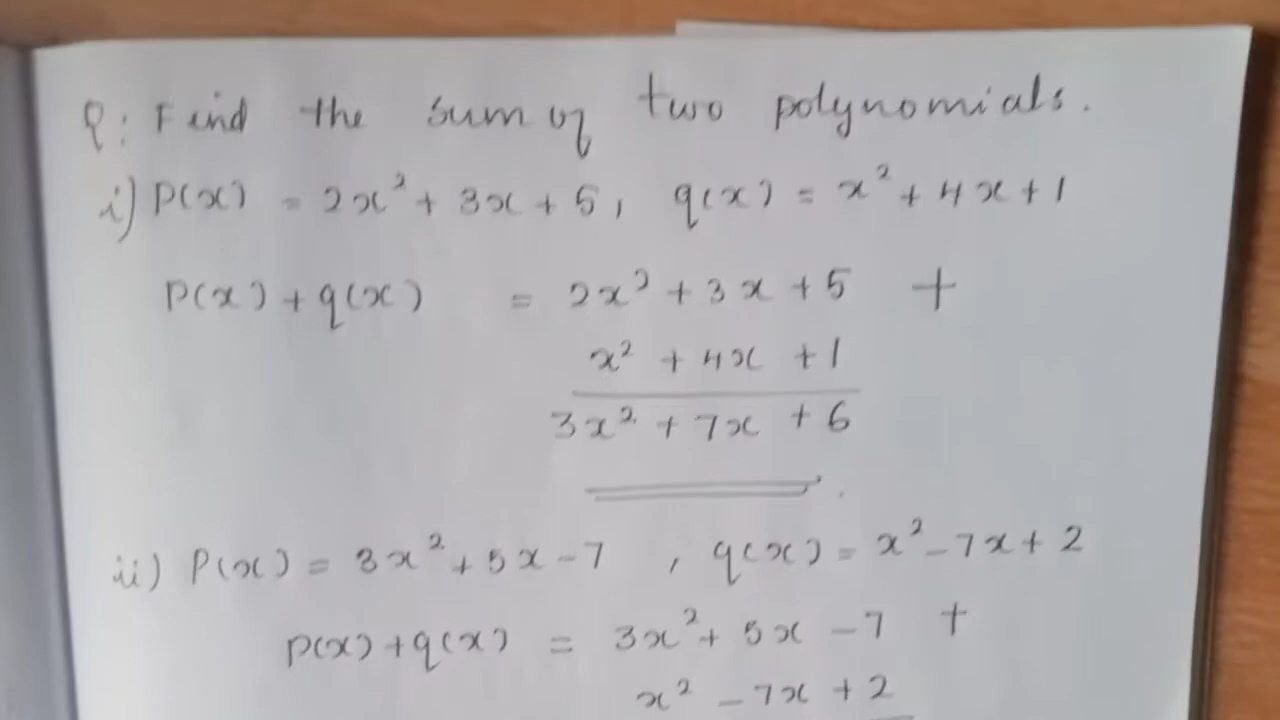 Q: Find the sum of two polynomials.
i) P(x) = 2x² + 3x + 5, q(x) = x² + 4x + 1
P(x) + q(x) = 2x² + 3x + 5 +
x² + 4x + 1
3x² + 7x + 6
ii) P(x) = 3x² + 5x - 7 , q(x) = x² - 7x + 2
P(x) + q(x) = 3x² + 5x - 7 +
x² - 7x + 2